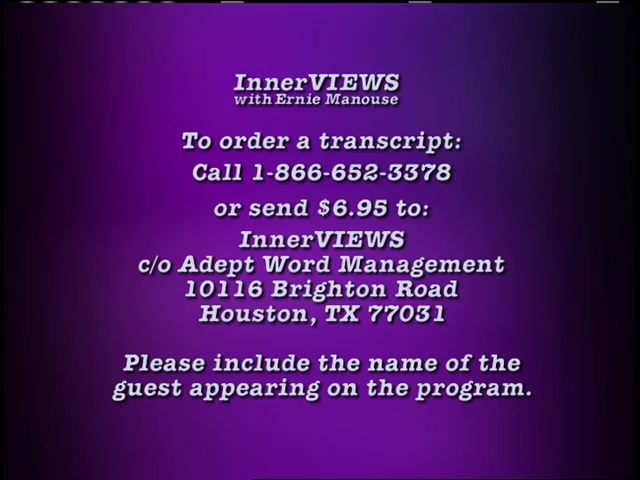 InnerVIEWS
with Ernie Manouse
To order a transcript:
Call 1-866-652-3378
or send $6.95 to:
InnerVIEWS
c/o Adept Word Management
10116 Brighton Road
Houston, TX 77031
Please include the name of the
guest appearing on the program.